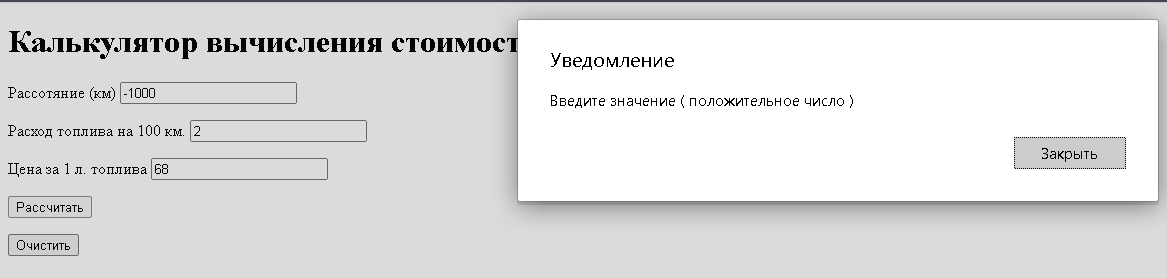 Калькулятор вычисления
Рассотяние (км) -1000
Расход топлива на 100 км. 2
Цена за 1 л. топлива 68
Рассчитать
Очистить
Уведомление
Введите значение ( положительное число )
Закрыть